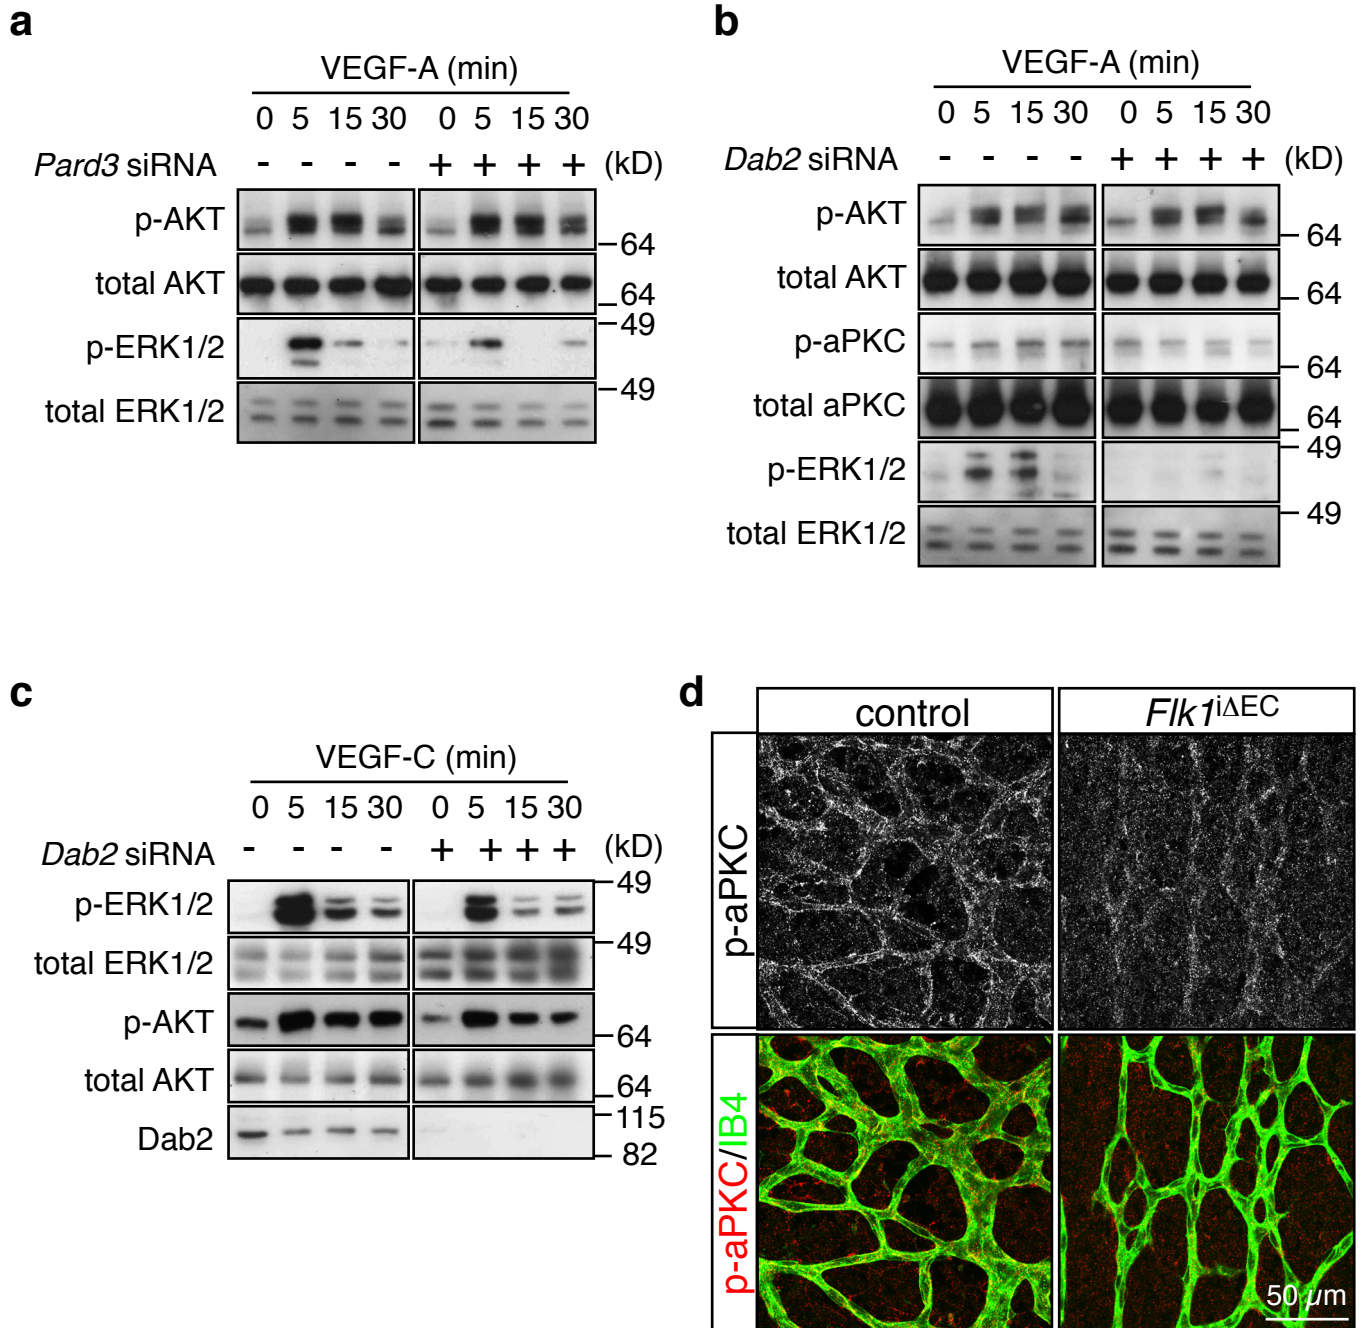 a
VEGF-A (min)
0 5 15 30 0 5 15 30
Pard3 siRNA - - - - + + + + (kD)
p-AKT
64
total AKT
64
49
p-ERK1/2
49
total ERK1/2
b
VEGF-A (min)
0 5 15 30 0 5 15 30
Dab2 siRNA - - - - + + + + (kD)
p-AKT
64
total AKT
64
p-aPKC
64
total aPKC
64
49
p-ERK1/2
49
total ERK1/2
c
VEGF-C (min)
0 5 15 30 0 5 15 30
Dab2 siRNA - - - - + + + + (kD)
49
p-ERK1/2
49
total ERK1/2
p-AKT
64
total AKT
64
115
Dab2
82
d
control Flk1iΔEC
p-aPKC
p-aPKC/IB4
50 µm